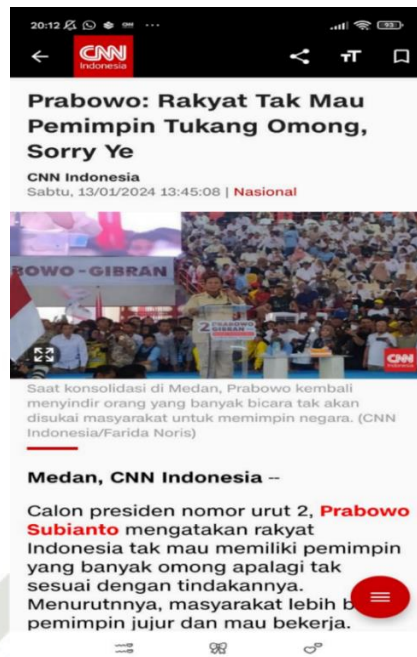 20:12
93
CNN
Indonesia
Prabowo: Rakyat Tak Mau
Pemimpin Tukang Omong,
Sorry Ye
CNN Indonesia
Sabtu, 13/01/2024 13:45:08 | Nasional
BOWO-GIBRAN
2 PRABOWO
GIBRAN
CNN
Saat konsolidasi di Medan, Prabowo kembali
menyindir orang yang banyak bicara tak akan
disukai masyarakat untuk memimpin negara. (CNN
Indonesia/Farida Noris)
Medan, CNN Indonesia --
Calon presiden nomor urut 2, Prabowo
Subianto mengatakan rakyat
Indonesia tak mau memiliki pemimpin
yang banyak omong apalagi tak
sesuai dengan tindakannya.
Menurutnnya, masyarakat lebih b
pemimpin jujur dan mau bekerja.